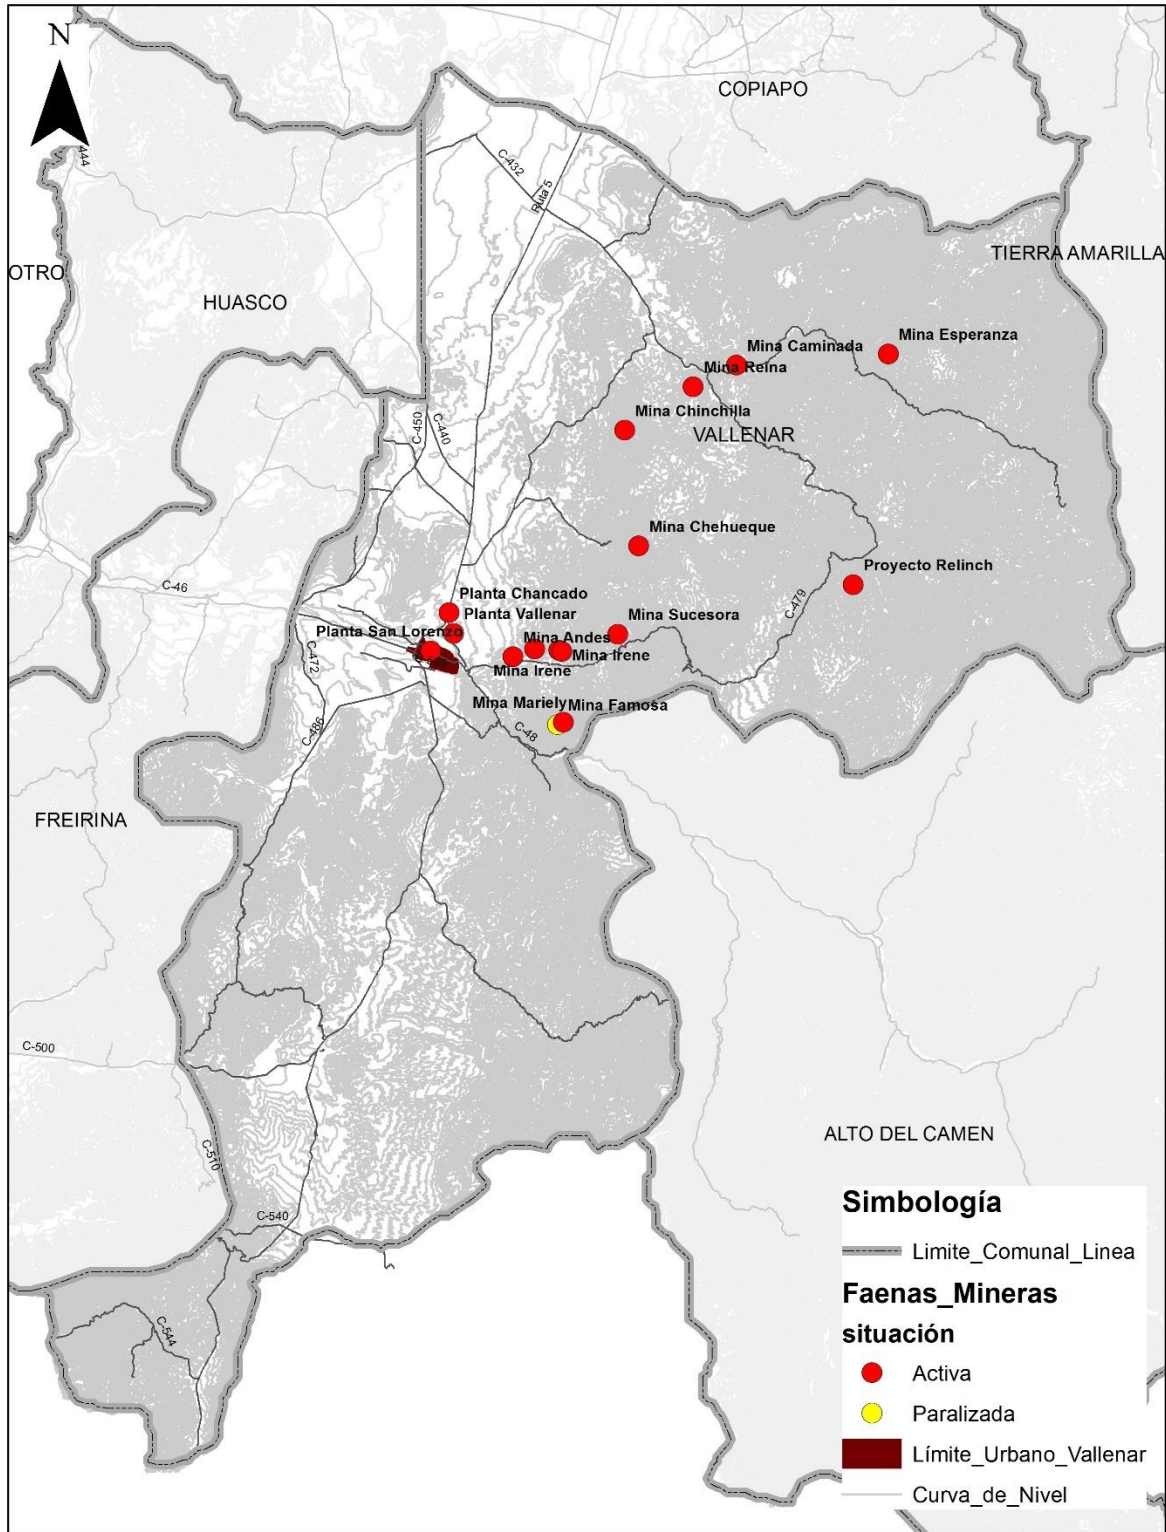 N
COPIAPO
444
C-432
Ruta 5
TIERRA AMARILLA
OTRO
HUASCO
Mina Esperanza
Mina Caminada
Mina Reina
Mina Chinchilla
VALLENAR
C-450
C-440
Mina Chehueque
Proyecto Relinch
C-46
Planta Chancado
C-479
Planta Vallenar
Mina Sucesora
Planta San Lorenzo
Mina Andes
Mina Irene
C-472
Mina Irene
Mina Mariely
Mina Famosa
C-486
C-48
FREIRINA
C-500
ALTO DEL CAMEN
C-510
C-540
C-544
Simbología
Limite_Comunal_Linea
Faenas_Mineras
situación
Activa
Paralizada
Límite_Urbano_Vallenar
Curva_de_Nivel